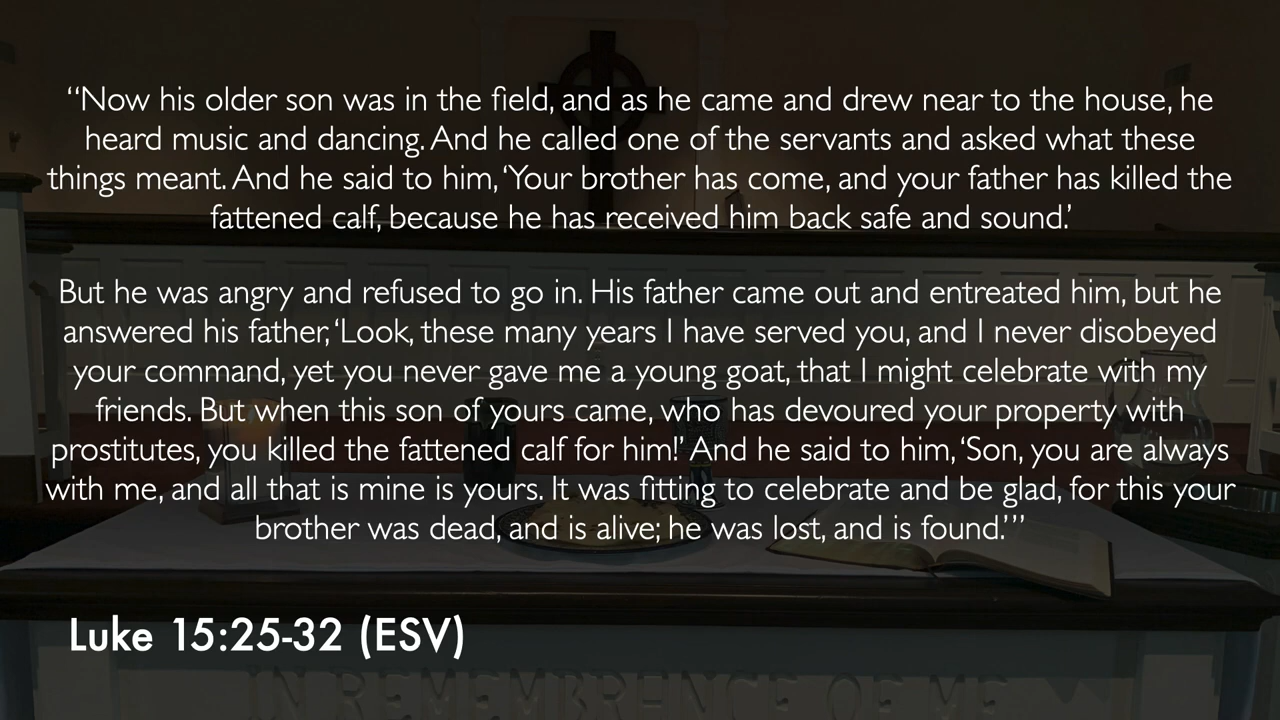 “Now his older son was in the field, and as he came and drew near to the house, he
heard music and dancing. And he called one of the servants and asked what these
things meant. And he said to him, ‘Your brother has come, and your father has killed the
fattened calf, because he has received him back safe and sound.’
But he was angry and refused to go in. His father came out and entreated him, but he
answered his father, ‘Look, these many years I have served you, and I never disobeyed
your command, yet you never gave me a young goat, that I might celebrate with my
friends. But when this son of yours came, who has devoured your property with
prostitutes, you killed the fattened calf for him!’ And he said to him, ‘Son, you are always
with me, and all that is mine is yours. It was fitting to celebrate and be glad, for this your
brother was dead, and is alive; he was lost, and is found.’”
Luke 15:25-32 (ESV)
IN REMEMBRENCE OF ME